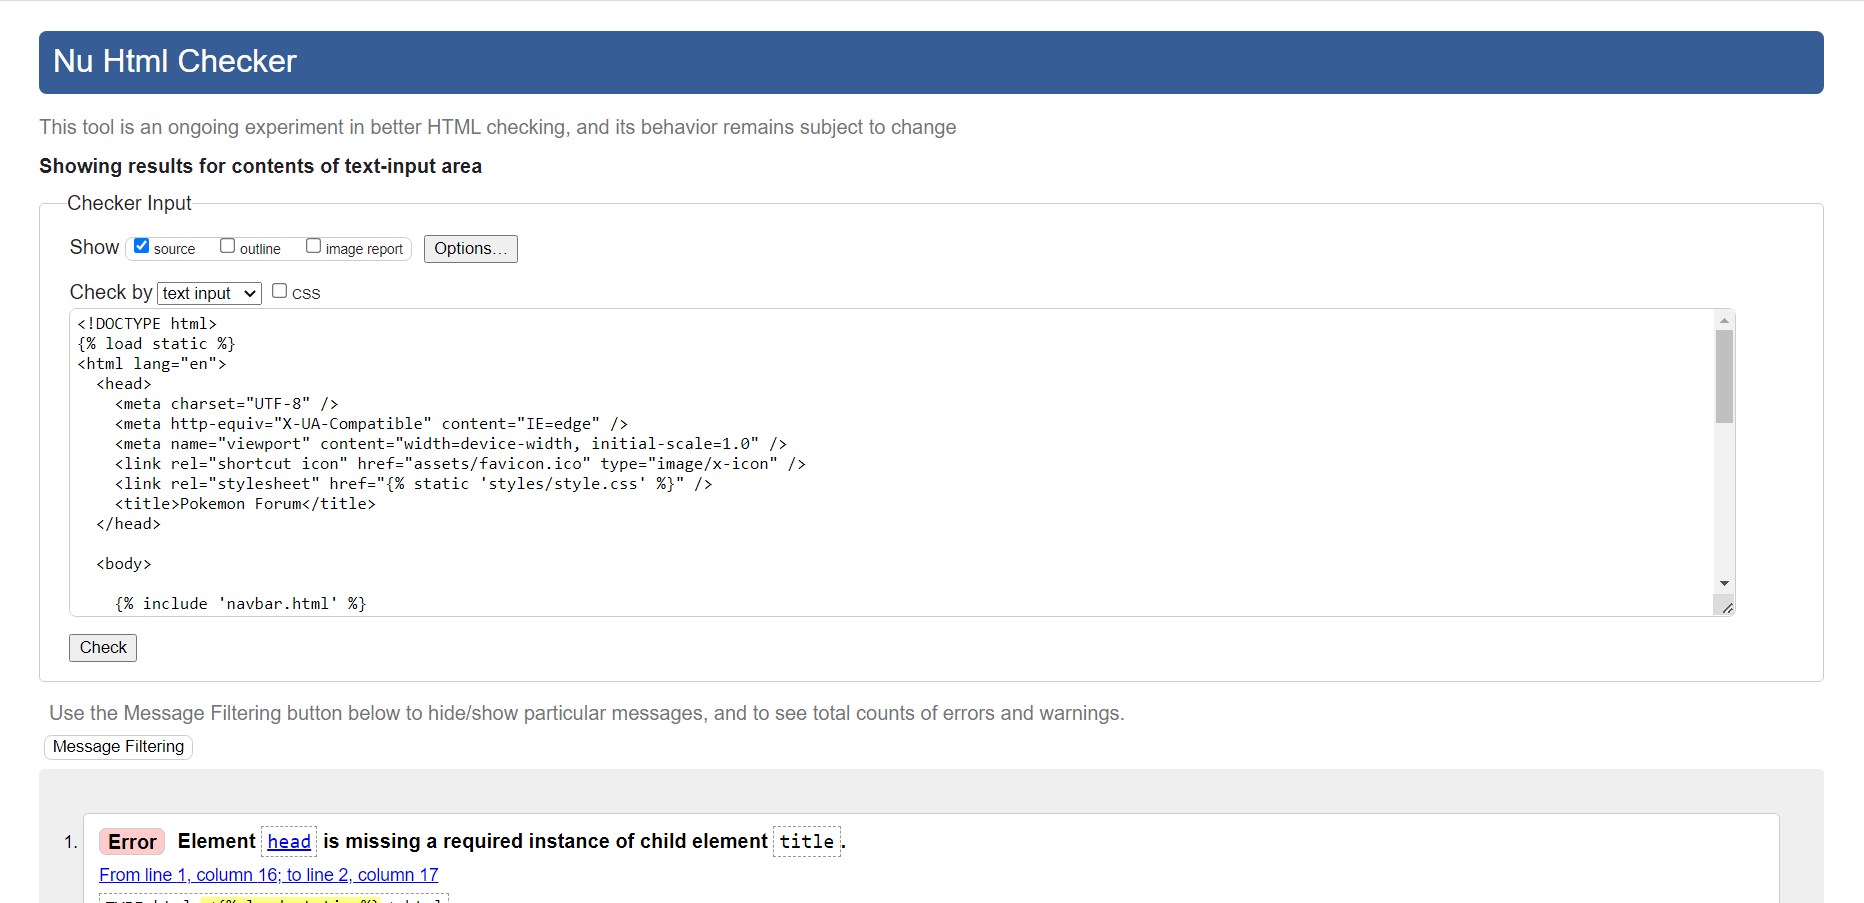 Nu Html Checker
This tool is an ongoing experiment in better HTML checking, and its behavior remains subject to change
Showing results for contents of text-input area
Checker Input
Show source outline image report Options...
Check by text input css
<!DOCTYPE html>
{% load static %}
<html lang="en">
  <head>
    <meta charset="UTF-8" />
    <meta http-equiv="X-UA-Compatible" content="IE=edge" />
    <meta name="viewport" content="width=device-width, initial-scale=1.0" />
    <link rel="shortcut icon" href="assets/favicon.ico" type="image/x-icon" />
    <link rel="stylesheet" href="{% static 'styles/style.css' %}" />
    <title>Pokemon Forum</title>
  </head>
  <body>
    {% include 'navbar.html' %}
Check
Use the Message Filtering button below to hide/show particular messages, and to see total counts of errors and warnings.
Message Filtering
1. Error Element head is missing a required instance of child element title.
From line 1, column 16; to line 2, column 17